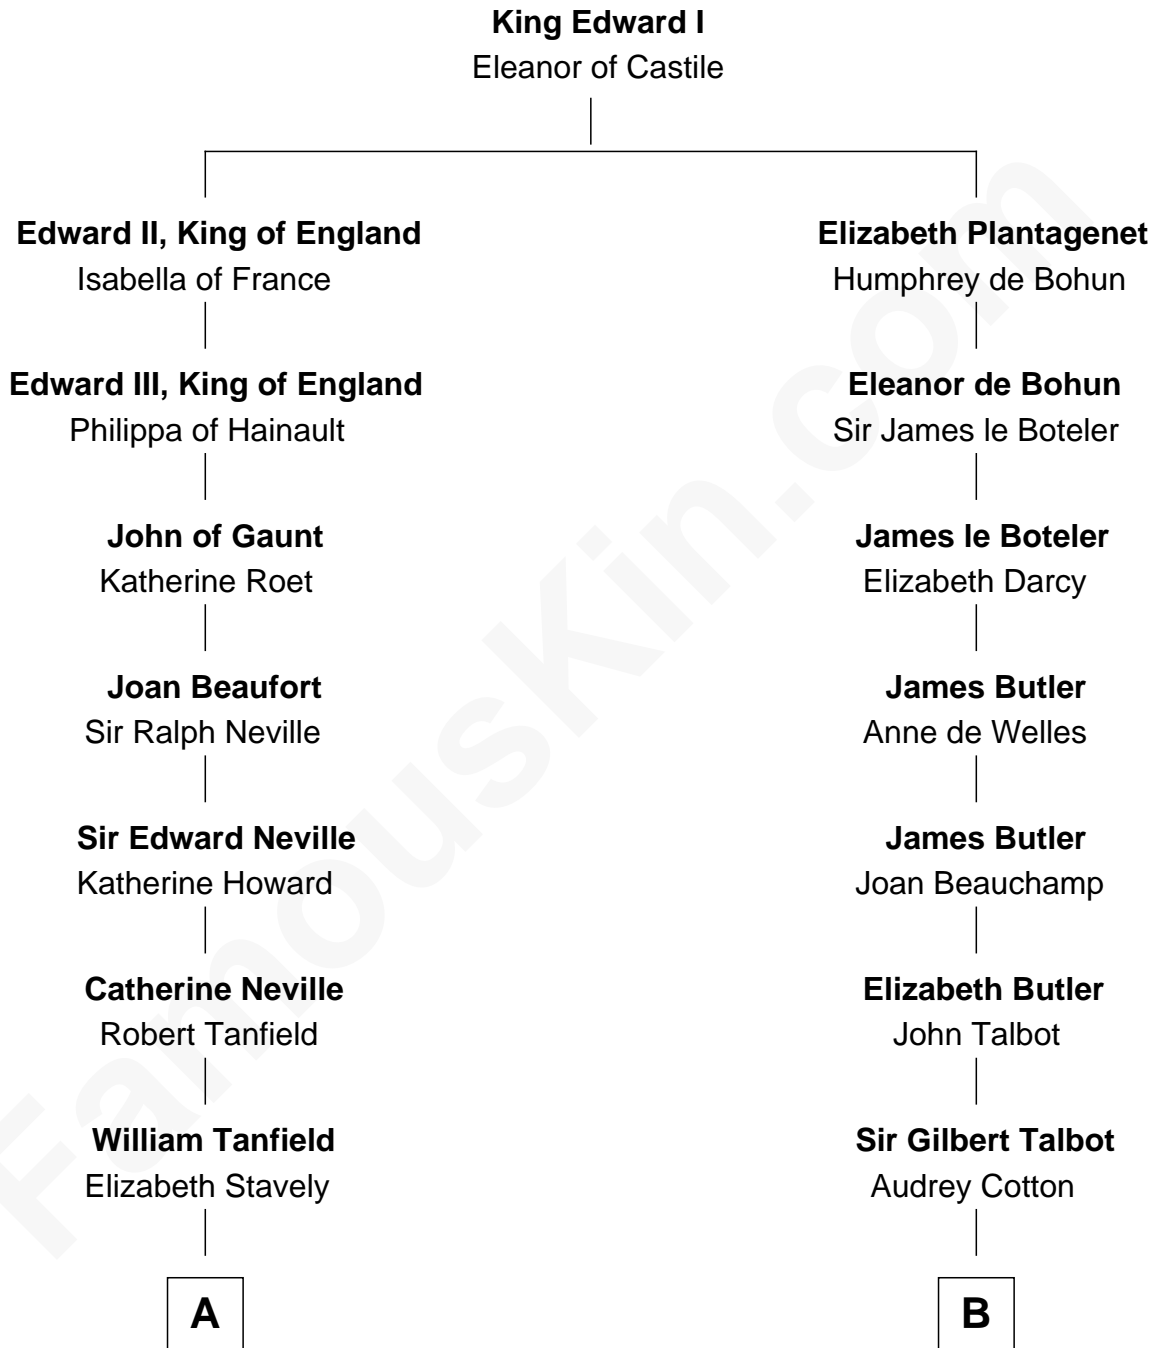 King Edward I
Eleanor of Castile
Edward II, King of England
Isabella of France
Edward III, King of England
Philippa of Hainault
John of Gaunt
Katherine Roet
Joan Beaufort
Sir Ralph Neville
Sir Edward Neville
Katherine Howard
Catherine Neville
Robert Tanfield
William Tanfield
Elizabeth Stavely
A
Elizabeth Plantagenet
Humphrey de Bohun
Eleanor de Bohun
Sir James le Boteler
James le Boteler
Elizabeth Darcy
James Butler
Anne de Welles
James Butler
Joan Beauchamp
Elizabeth Butler
John Talbot
Sir Gilbert Talbot
Audrey Cotton
B
FamousKin.com